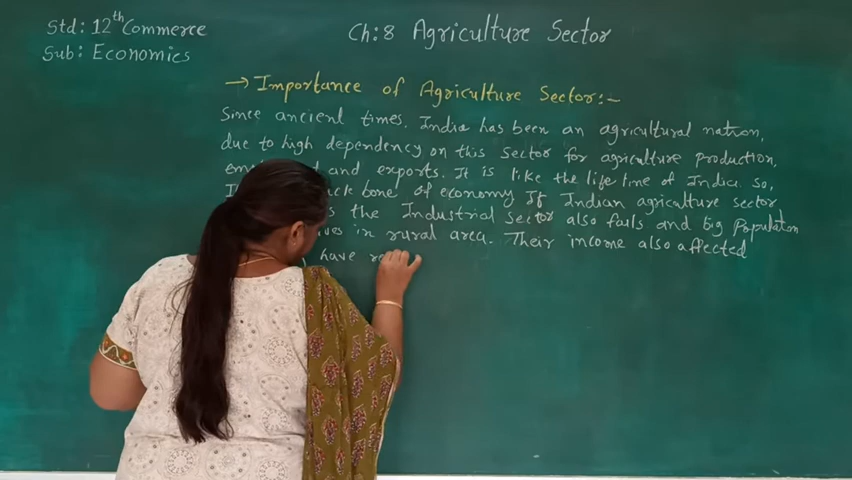 Std: 12th Commerce
Sub: Economics
Ch:8 Agriculture Sector
→ Importance of Agriculture Sector:-
Since ancient times. India has been an agricultural nation,
due to high dependency on this sector for agriculture production,
and exports. It is like the life line of India. So,
bone of economy If Indian agriculture sector
the Industrial sector also fails and big population
in rural area. Their income also affected
have re